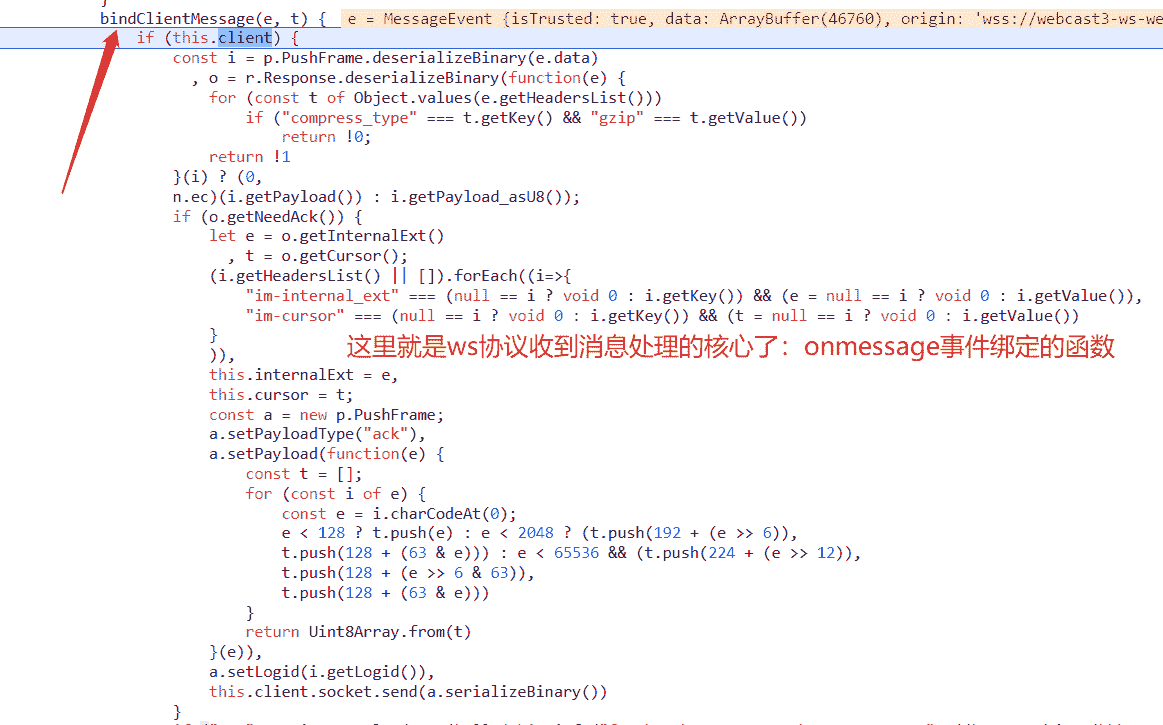 }
bindClientMessage(e, t) { e = MessageEvent {isTrusted: true, data: ArrayBuffer(46760), origin: 'wss://webcast3-ws-we
if (this.client) {
const i = p.PushFrame.deserializeBinary(e.data)
, o = r.Response.deserializeBinary(function(e) {
for (const t of Object.values(e.getHeadersList()))
if ("compress_type" === t.getKey() && "gzip" === t.getValue())
return !0;
return !1
}(i) ? (0,
n.ec)(i.getPayload()) : i.getPayload_asU8());
if (o.getNeedAck()) {
let e = o.getInternalExt()
, t = o.getCursor();
(i.getHeadersList() || []).forEach((i=>{
"im-internal_ext" === (null == i ? void 0 : i.getKey()) && (e = null == i ? void 0 : i.getValue()),
"im-cursor" === (null == i ? void 0 : i.getKey()) && (t = null == i ? void 0 : i.getValue())
}
这里就是ws协议收到消息处理的核心了：onmessage事件绑定的函数
)),
this.internalExt = e,
this.cursor = t;
const a = new p.PushFrame;
a.setPayloadType("ack"),
a.setPayload(function(e) {
const t = [];
for (const i of e) {
const e = i.charCodeAt(0);
e < 128 ? t.push(e) : e < 2048 ? (t.push(192 + (e >> 6)),
t.push(128 + (63 & e))) : e < 65536 && (t.push(224 + (e >> 12)),
t.push(128 + (e >> 6 & 63)),
t.push(128 + (63 & e)))
}
return Uint8Array.from(t)
}(e)),
a.setLogid(i.getLogid()),
this.client.socket.send(a.serializeBinary())
}